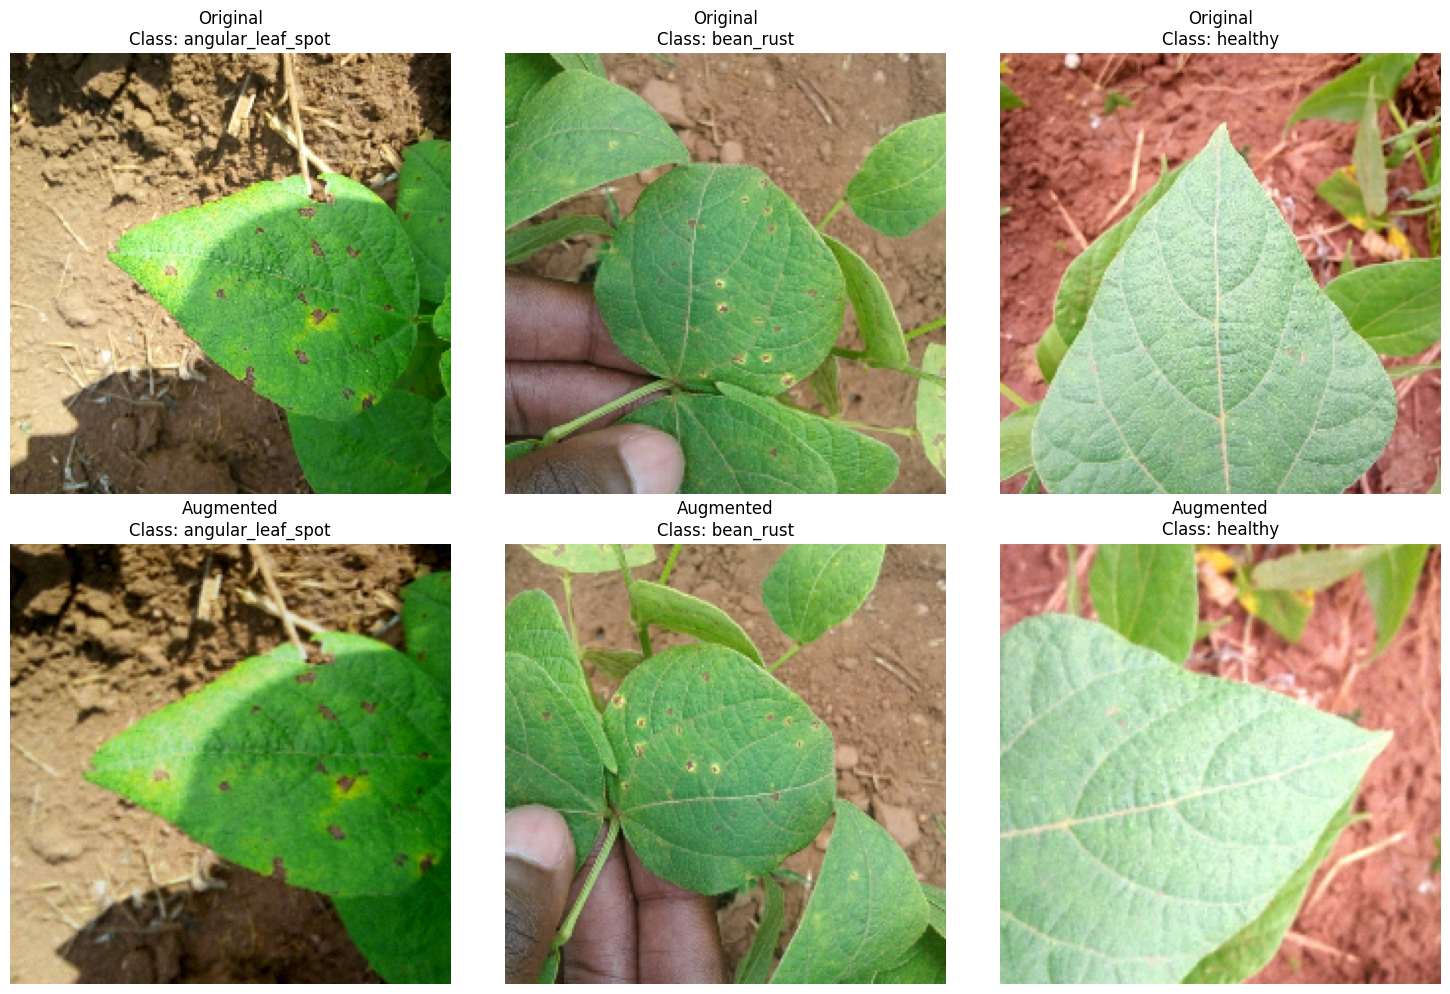 Original
Class: angular_leaf_spot
Original
Class: bean_rust
Original
Class: healthy
Augmented
Class: angular_leaf_spot
Augmented
Class: bean_rust
Augmented
Class: healthy